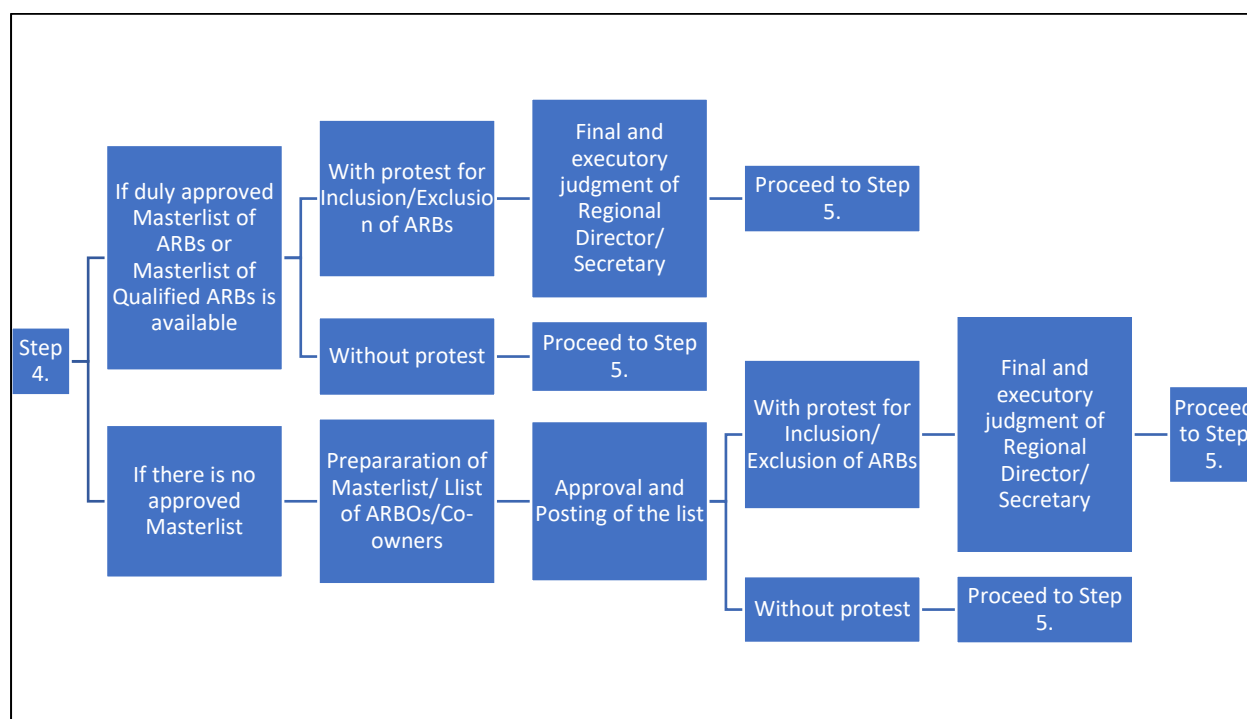 Step
4.
If duly approved
Masterlist of
ARBs or
Masterlist of
Qualified ARBs is
available
With protest for
Inclusion/Exclusio
n of ARBs
Final and
executory
judgment of
Regional
Director/
Secretary
Proceed to Step
5.
Without protest
Proceed to Step
5.
If there is no
approved
Masterlist
Prepararation of
Masterlist/ Llist
of ARBOs/Co-
owners
Approval and
Posting of the list
With protest for
Inclusion/
Exclusion of ARBs
Final and
executory
judgment of
Regional
Director/
Secretary
Proceed
to Step
5.
Without protest
Proceed to Step
5.